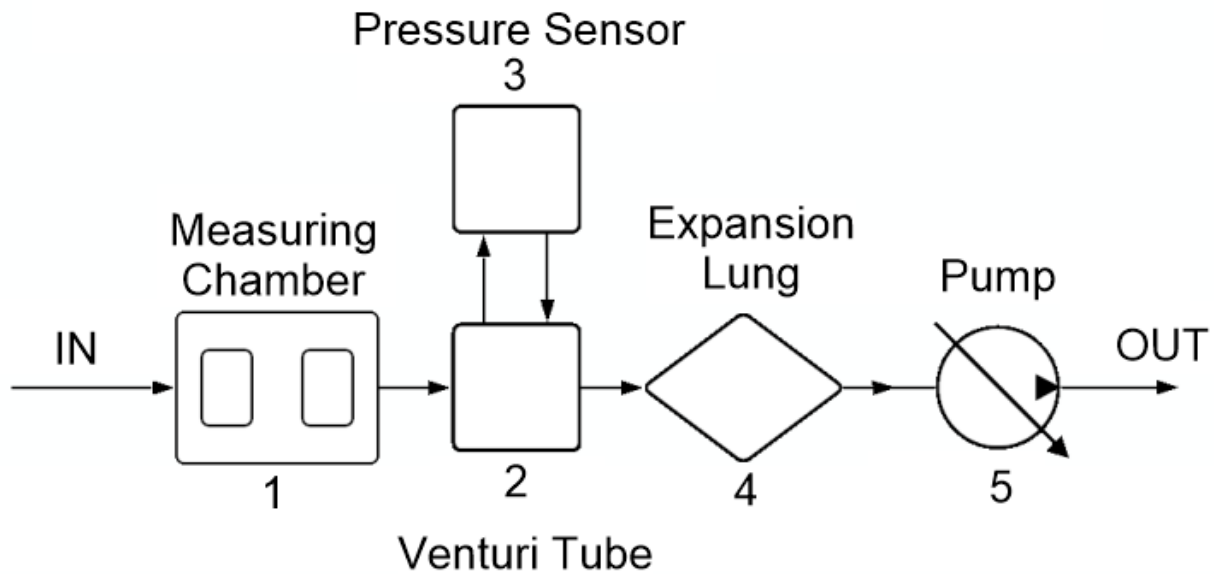 Pressure Sensor
3
Measuring
Chamber
Expansion
Lung
Pump
IN
OUT
1
2
4
5
Venturi Tube